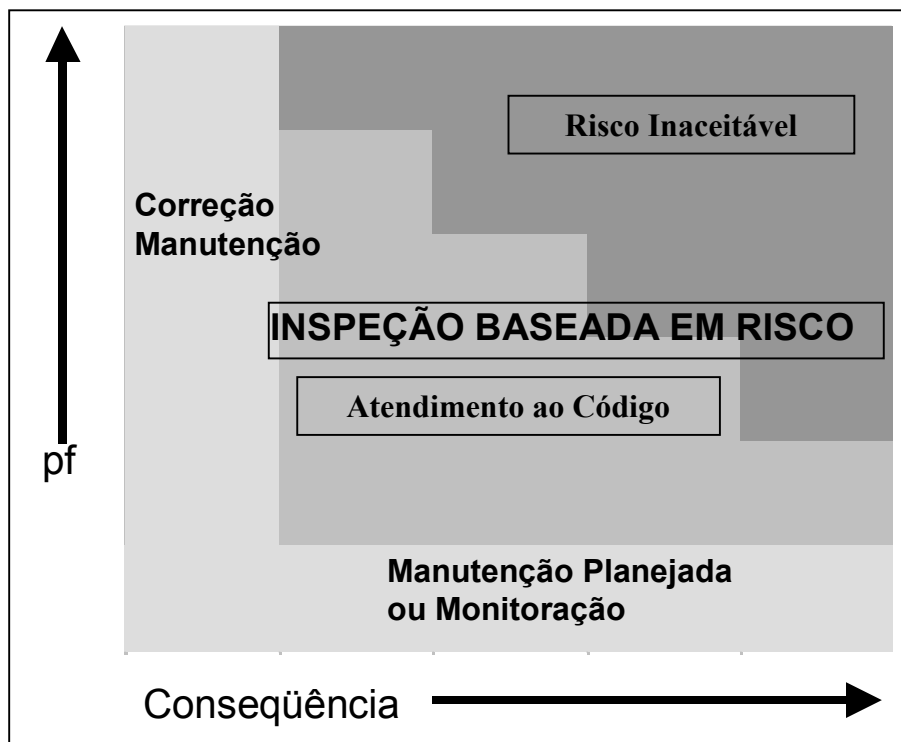 Risco Inaceitável
Correção
Manutenção
INSPEÇÃO BASEADA EM RISCO
Atendimento ao Código
pf
Manutenção Planejada
ou Monitoração
Conseqüência